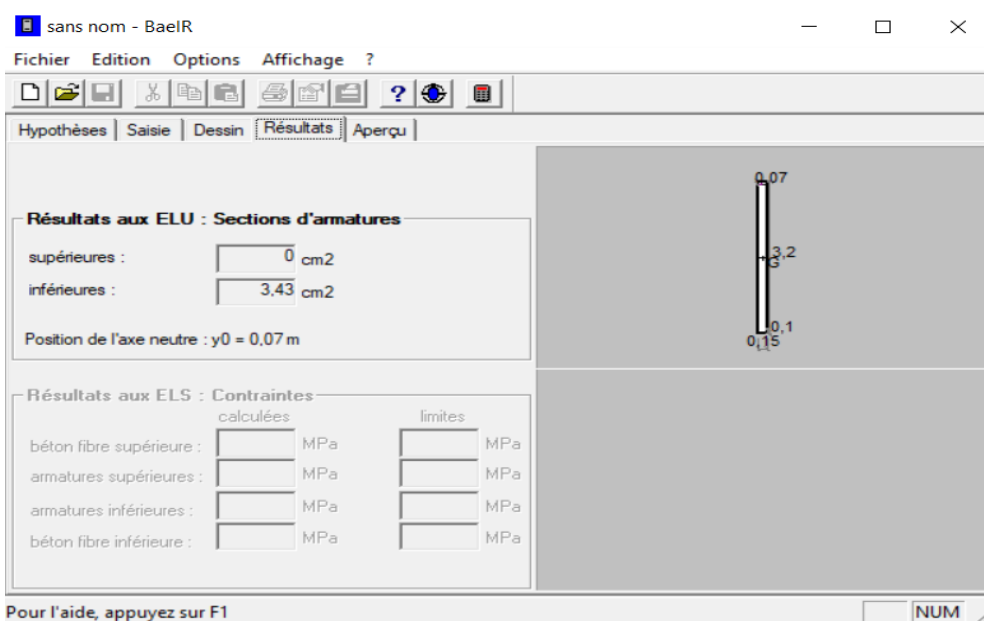 sans nom - BaelR
Fichier Edition Options Affichage ?
Hypothèses Saisie Dessin Résultats Aperçu
Résultats aux ELU : Sections d'armatures
supérieures : 0 cm2
inférieures : 3,43 cm2
Position de l'axe neutre : y0 = 0,07 m
Résultats aux ELS : Contraintes
calculées limites
béton fibre supérieure : MPa MPa
armatures supérieures : MPa MPa
armatures inférieures : MPa MPa
béton fibre inférieure : MPa MPa
0,07
3,2
G
0,1
0,15
Pour l'aide, appuyez sur F1
NUM